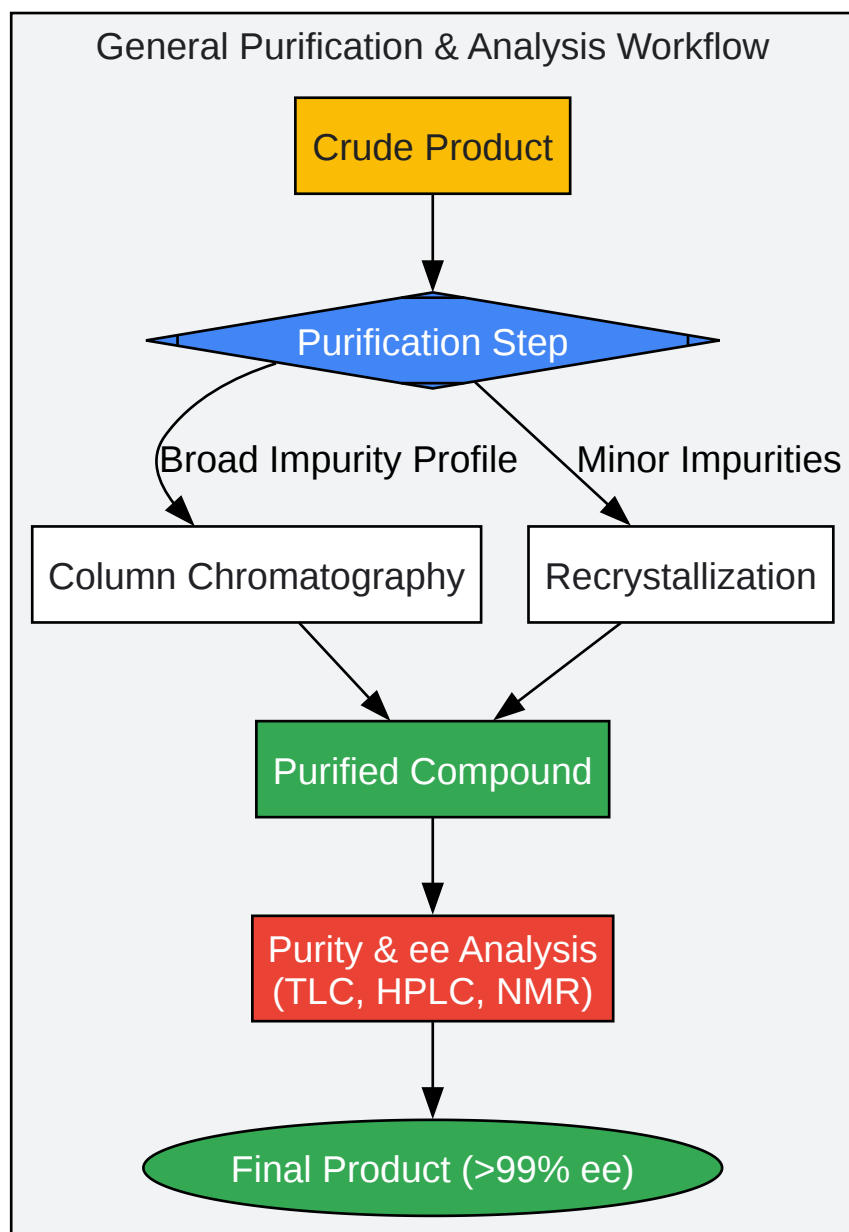 General Purification & Analysis Workflow
Crude Product
Purification Step
Broad Impurity Profile
Minor Impurities
Column Chromatography
Recrystallization
Purified Compound
Purity & ee Analysis
(TLC, HPLC, NMR)
Final Product (>99% ee)